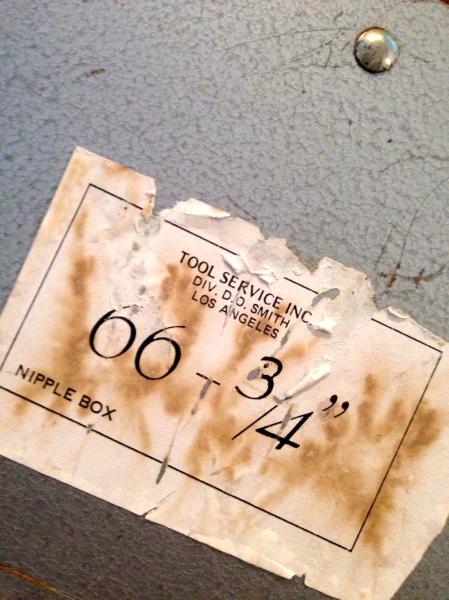 TOOL SERVICE INC.
DIV. D.O. SMITH
LOS ANGELES
66-3/4"
NIPPLE BOX